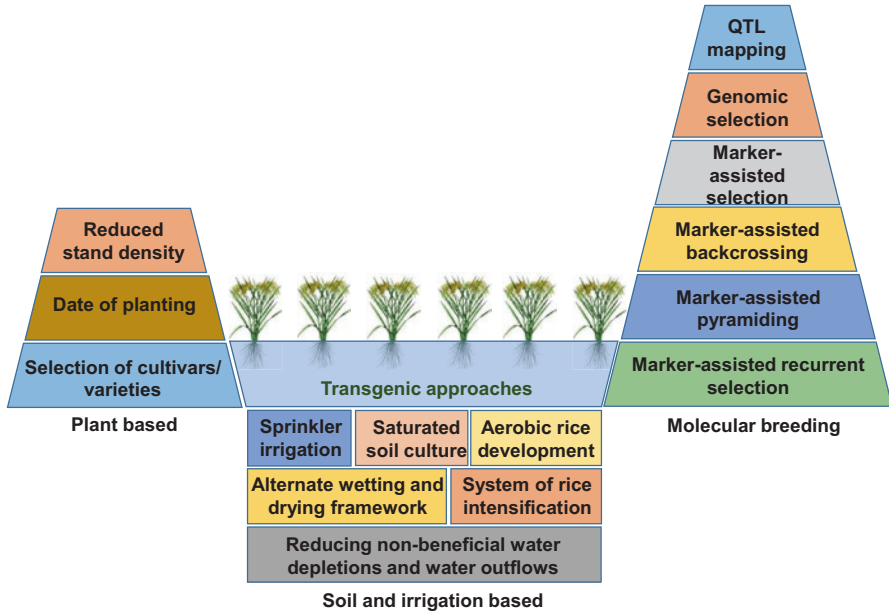 Reduced
stand density
Date of planting
Selection of cultivars/
varieties
Plant based
Transgenic approaches
Sprinkler
irrigation
Saturated
soil culture
Aerobic rice
development
Alternate wetting and
drying framework
System of rice
intensification
Reducing non-beneficial water
depletions and water outflows
Soil and irrigation based
QTL
mapping
Genomic
selection
Marker-
assisted
selection
Marker-assisted
backcrossing
Marker-assisted
pyramiding
Marker-assisted recurrent
selection
Molecular breeding